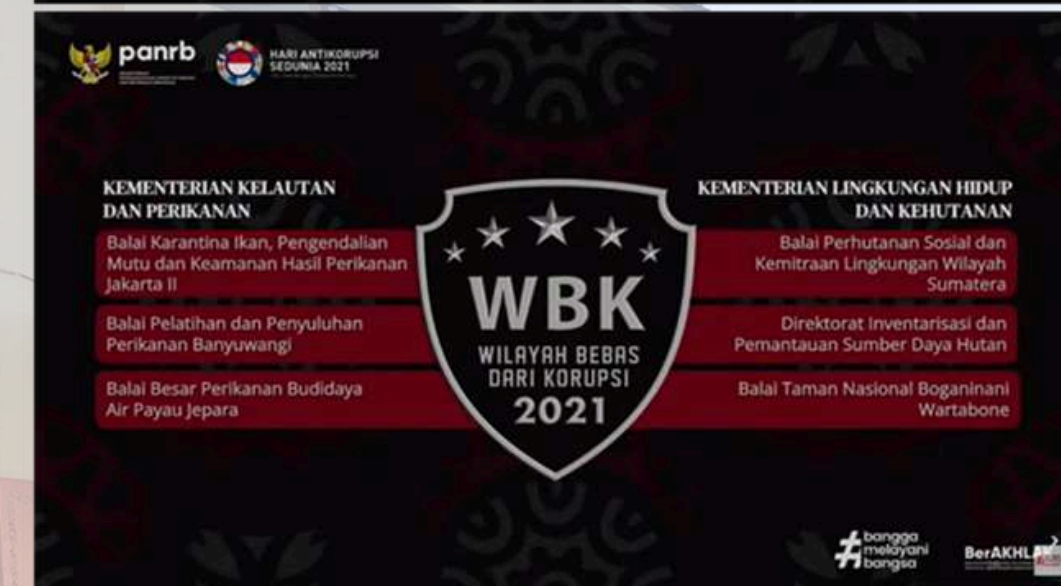 panrb
HARI ANTIKORUPSI
SEDUNIA 2021
KEMENTERIAN KELAUTAN
DAN PERIKANAN
Balai Karantina Ikan, Pengendalian
Mutu dan Keamanan Hasil Perikanan
Jakarta II
Balai Pelatihan dan Penyuluhan
Perikanan Banyuwangi
Balai Besar Perikanan Budidaya
Air Payau Jepara
WBK
WILAYAH BEBAS
DARI KORUPSI
2021
KEMENTERIAN LINGKUNGAN HIDUP
DAN KEHUTANAN
Balai Perhutanan Sosial dan
Kemitraan Lingkungan Wilayah
Sumatera
Direktorat Inventarisasi dan
Pemantauan Sumber Daya Hutan
Balai Taman Nasional Boganinani
Wartabone
#bangga
melayani
bangsa
BerAKHLAK